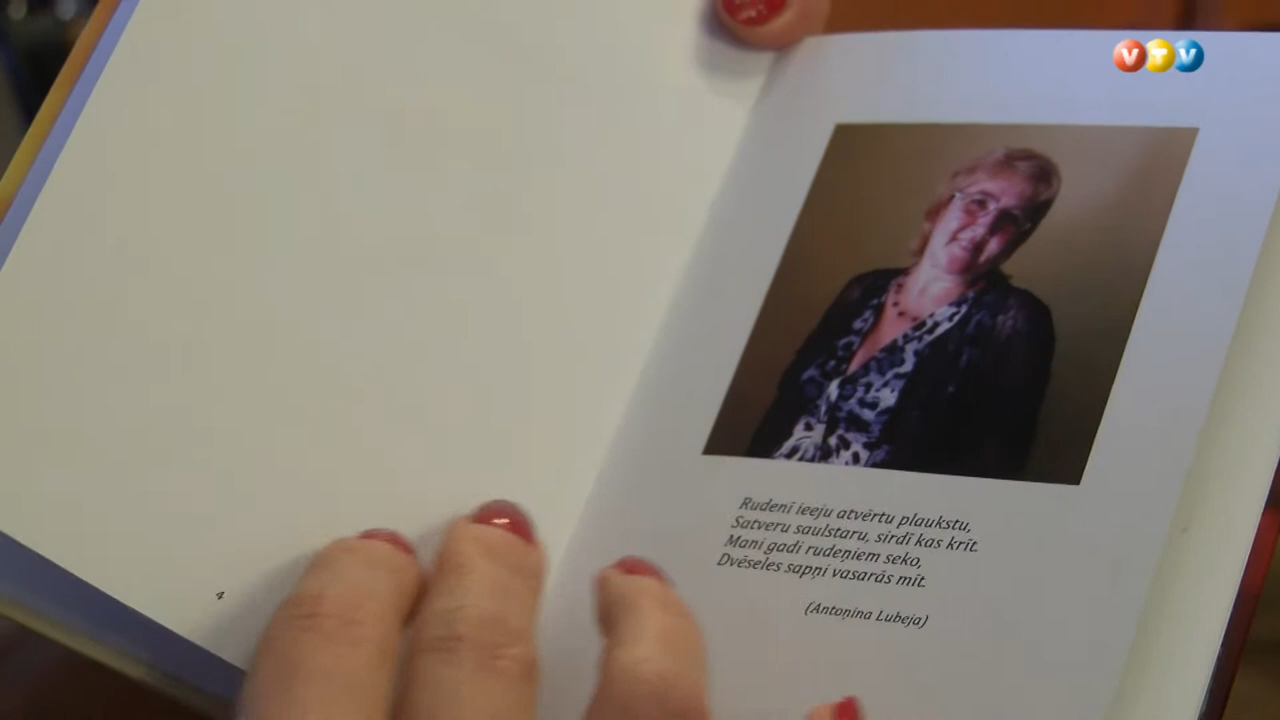 VTV
Rudenī ieeju atvērtu plaukstu,
Satveru saulstaru, sirdī kas krīt.
Mani gadi rudeņiem seko,
Dvēseles sapņi vasarās mīt.
(Antoņina Lubeja)
4